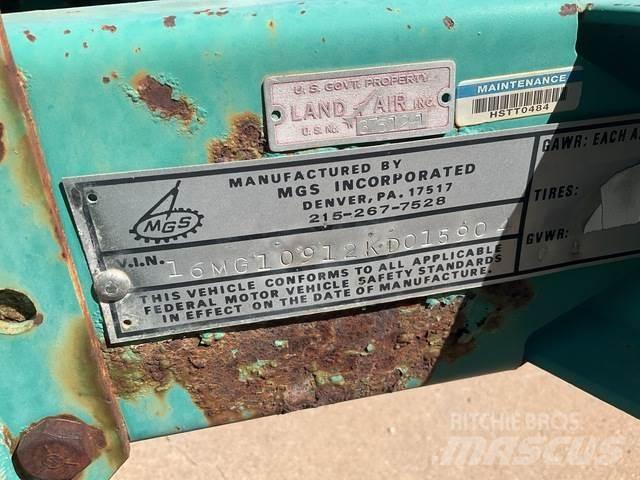 U.S. GOVT. PROPERTY
LAND AIR INC.
U.S. No.
MAINTENANCE
HSTT0484
MANUFACTURED BY
MGS INCORPORATED
DENVER, PA. 17517
215-267-7528
MGS
V.I.N. 16MG10912KD01590
THIS VEHICLE CONFORMS TO ALL APPLICABLE
FEDERAL MOTOR VEHICLE SAFETY STANDARDS
IN EFFECT ON THE DATE OF MANUFACTURE.
GAWR: EACH
TIRES:
GVWR:
RITCHIE BROS.
MASCUS